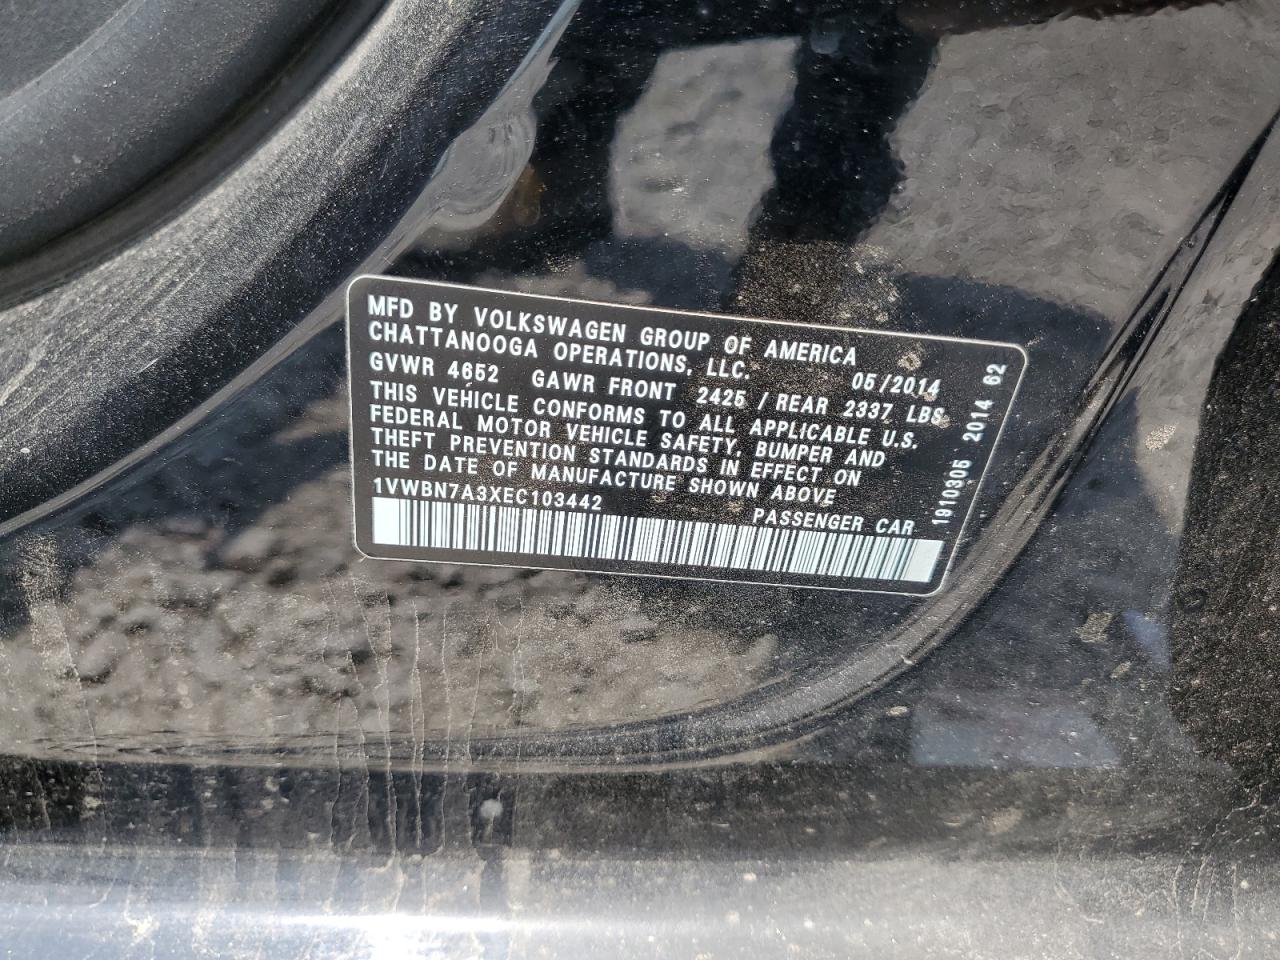 MFD BY VOLKSWAGEN GROUP OF AMERICA
CHATTANOOGA OPERATIONS, LLC. 05/2014
GVWR 4652 GAWR FRONT 2425 / REAR 2337 LBS
THIS VEHICLE CONFORMS TO ALL APPLICABLE U.S.
FEDERAL MOTOR VEHICLE SAFETY, BUMPER AND
THEFT PREVENTION STANDARDS IN EFFECT ON
THE DATE OF MANUFACTURE SHOWN ABOVE
1VWBN7A3XEC103442 PASSENGER CAR
1910306 2014 62